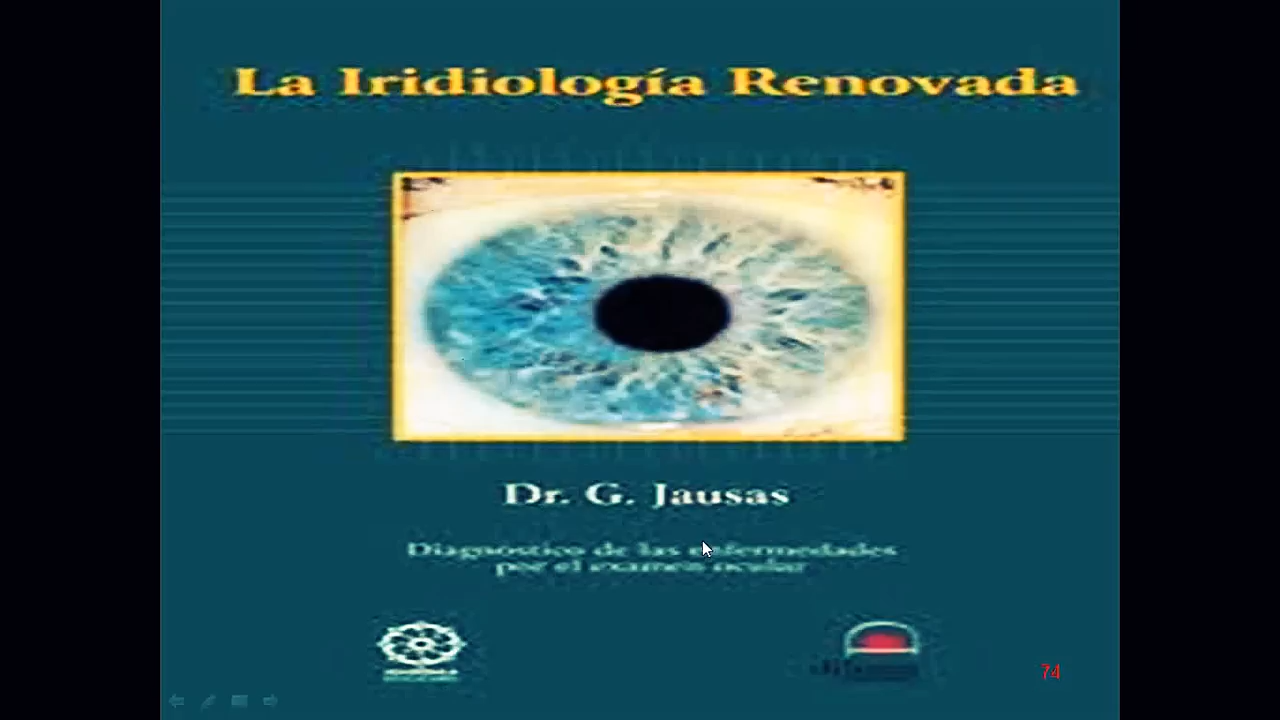 La Iridiología Renovada
Dr. G. Jausas
Diagnóstico de las enfermedades
por el examen ocular
74